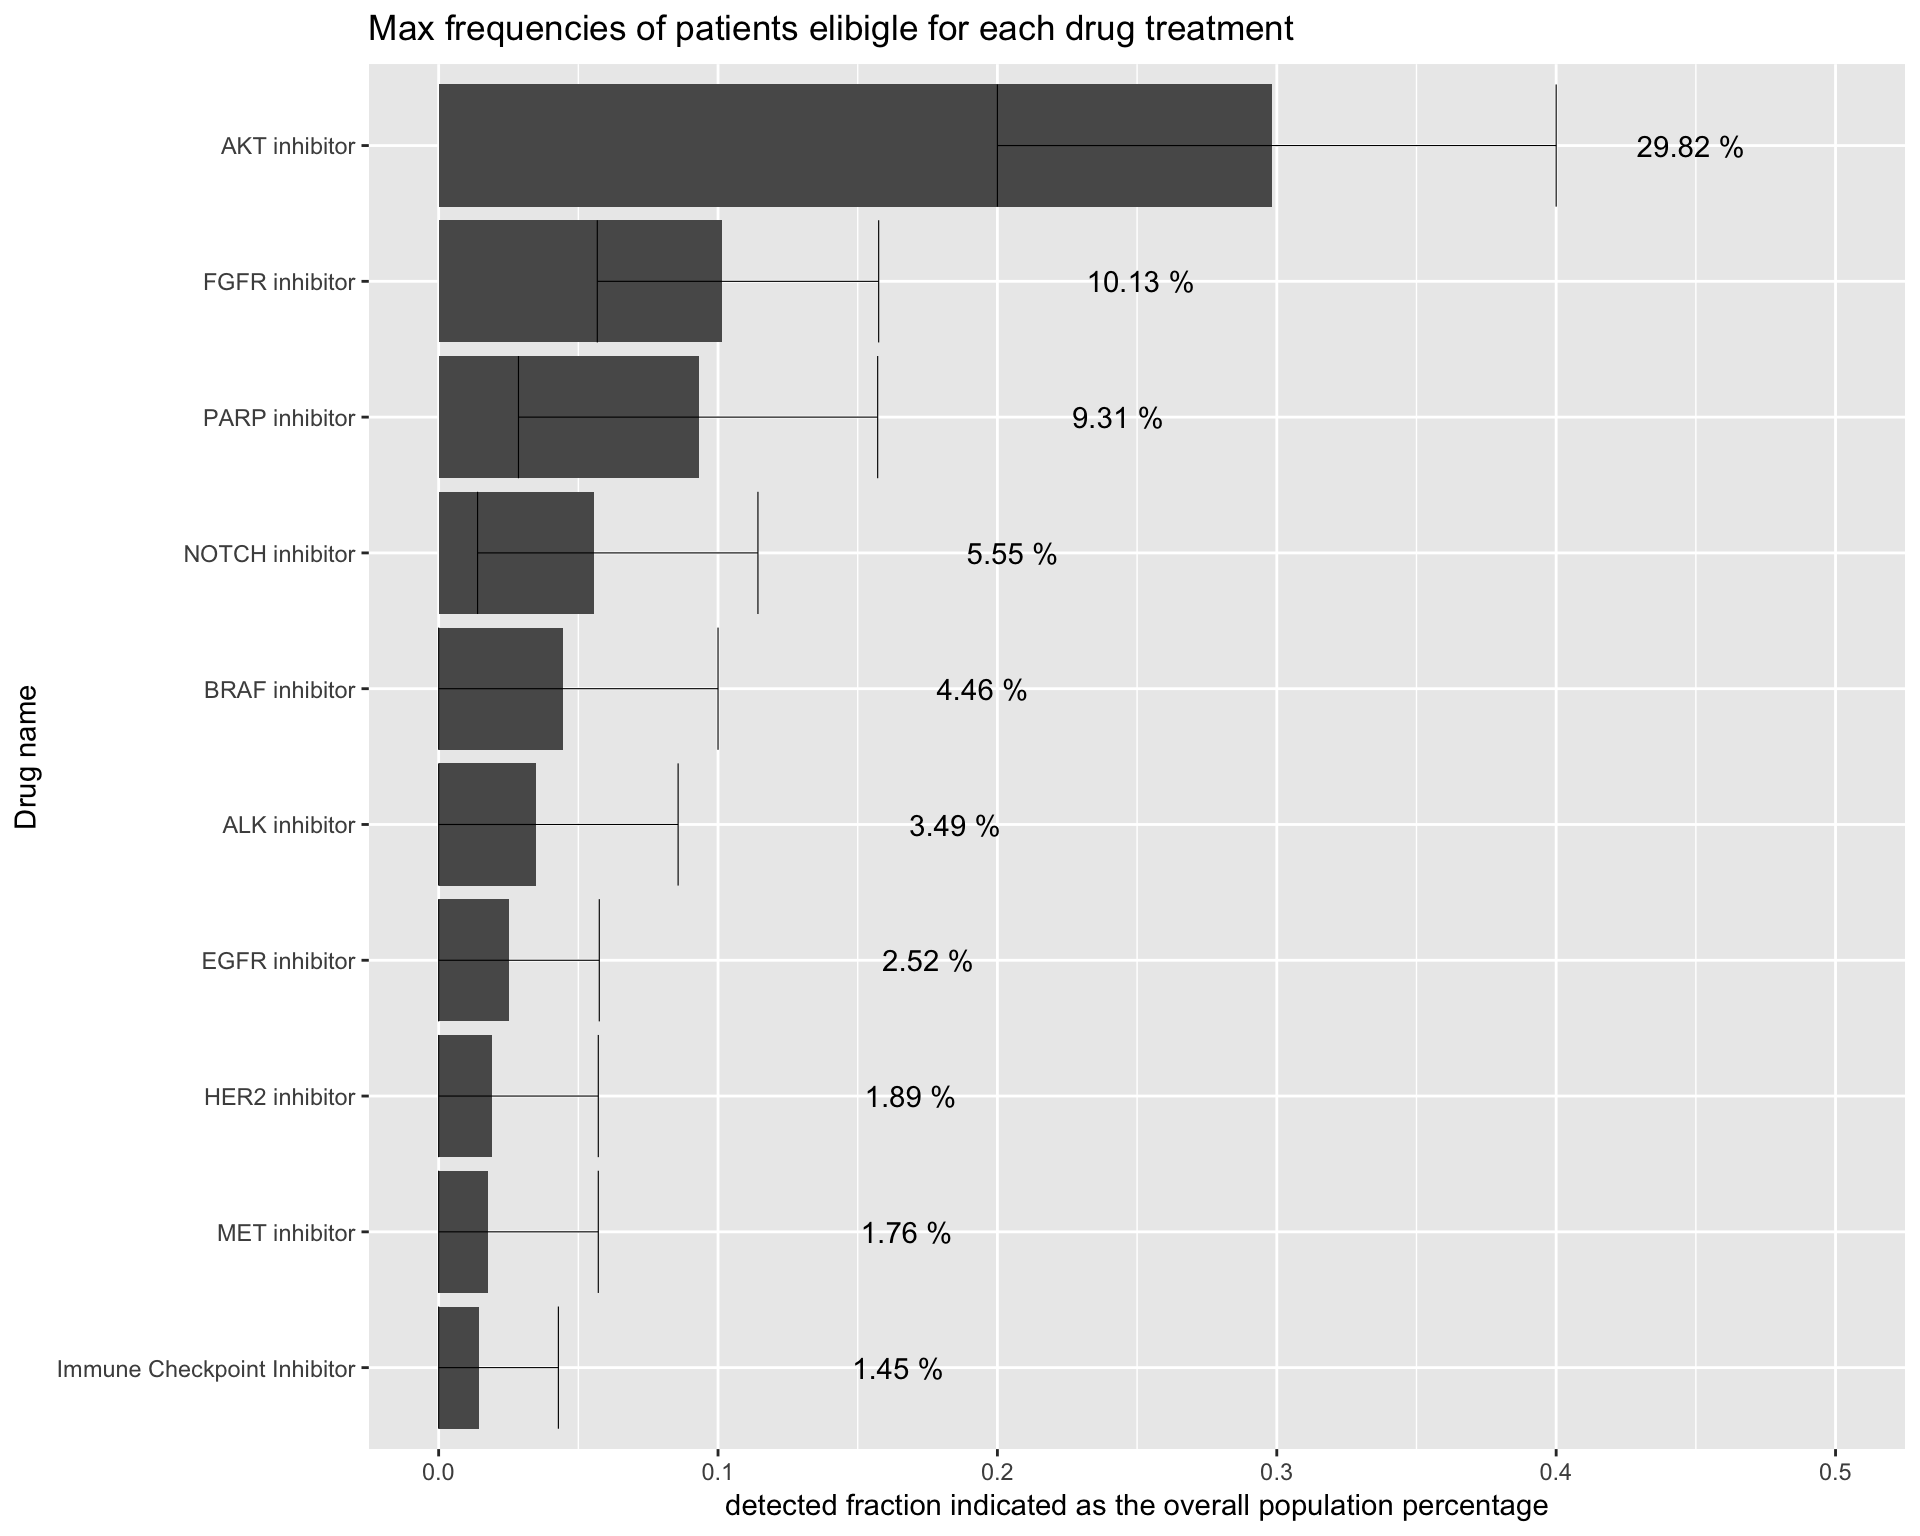 Max frequencies of patients elibigle for each drug treatment
AKT inhibitor
29.82 %
FGFR inhibitor
10.13 %
PARP inhibitor
9.31 %
NOTCH inhibitor
5.55 %
BRAF inhibitor
4.46 %
ALK inhibitor
3.49 %
EGFR inhibitor
2.52 %
HER2 inhibitor
1.89 %
MET inhibitor
1.76 %
Immune Checkpoint Inhibitor
1.45 %
Drug name
0.0 0.1 0.2 0.3 0.4 0.5
detected fraction indicated as the overall population percentage